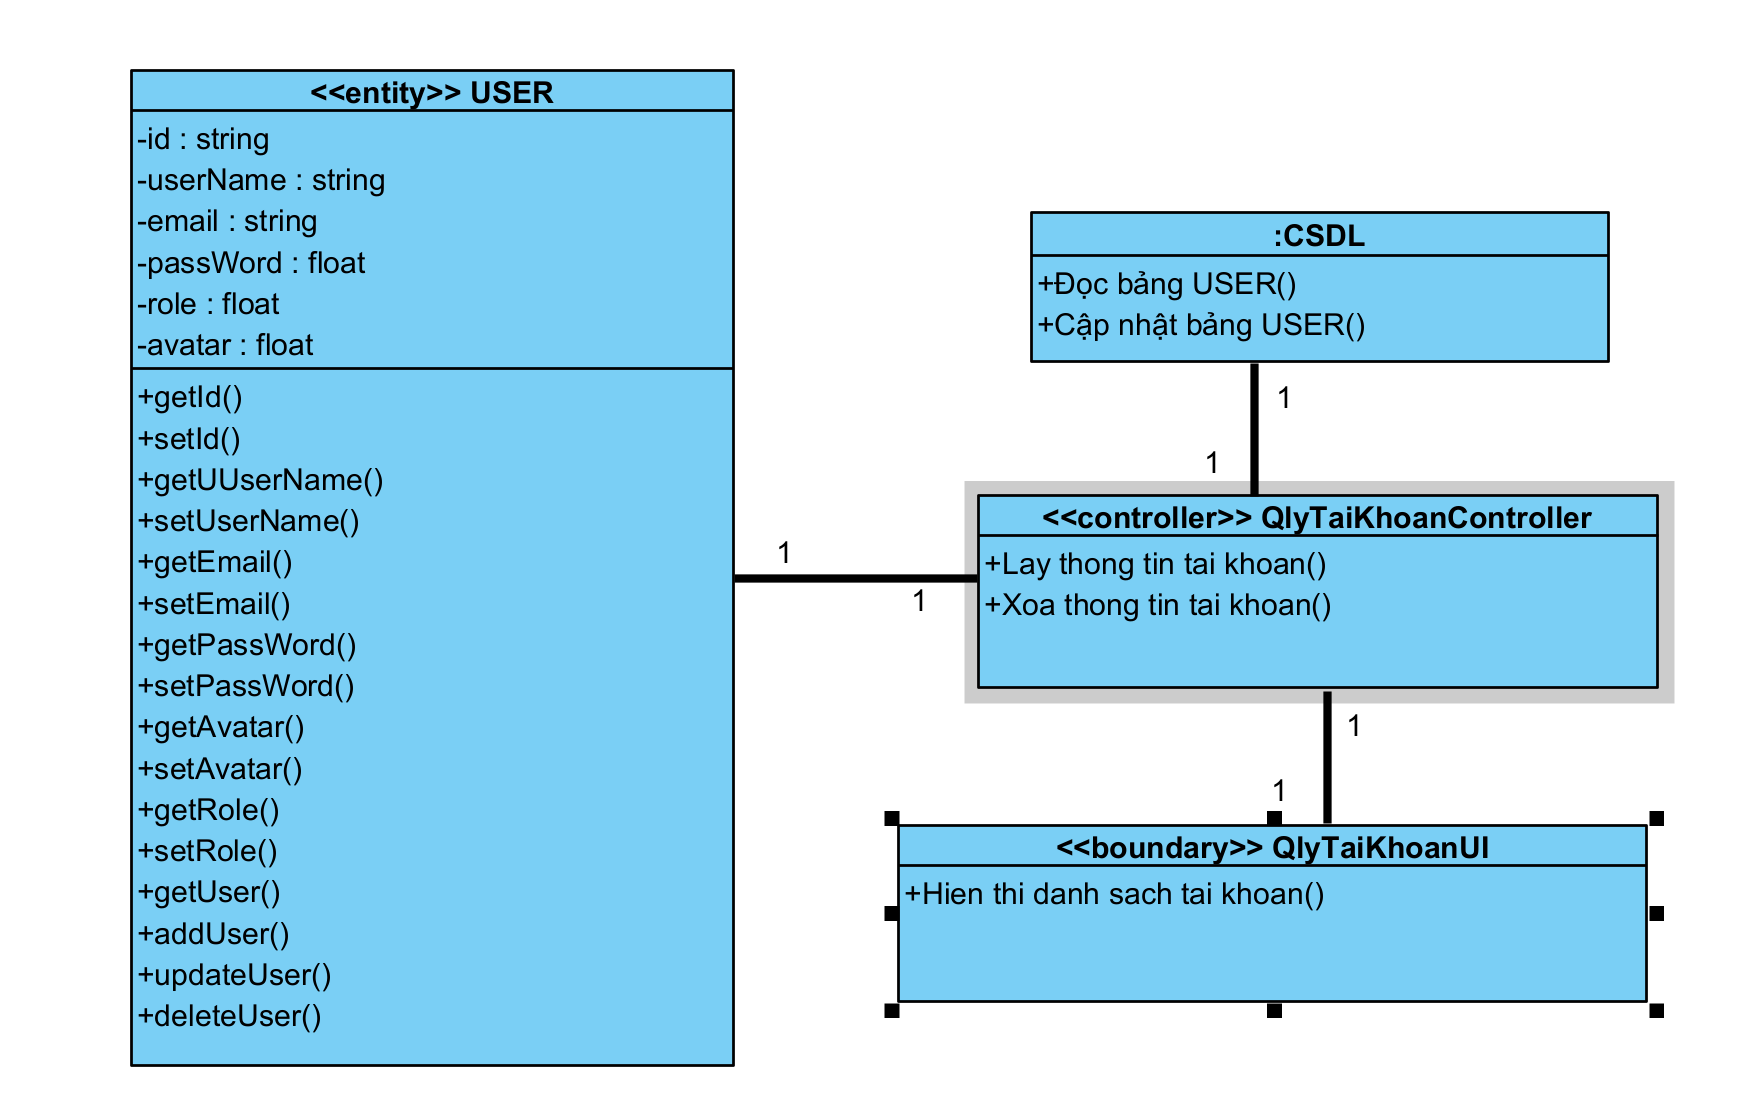 <<entity>> USER
-id : string
-userName : string
-email : string
-passWord : float
-role : float
-avatar : float
+getId()
+setId()
+getUUserName()
+setUserName()
+getEmail()
+setEmail()
+getPassWord()
+setPassWord()
+getAvatar()
+setAvatar()
+getRole()
+setRole()
+getUser()
+addUser()
+updateUser()
+deleteUser()
1
1
:CSDL
+Đọc bảng USER()
+Cập nhật bảng USER()
1
1
<<controller>> QlyTaiKhoanController
+Lay thong tin tai khoan()
+Xoa thong tin tai khoan()
1
1
<<boundary>> QlyTaiKhoanUI
+Hien thi danh sach tai khoan()